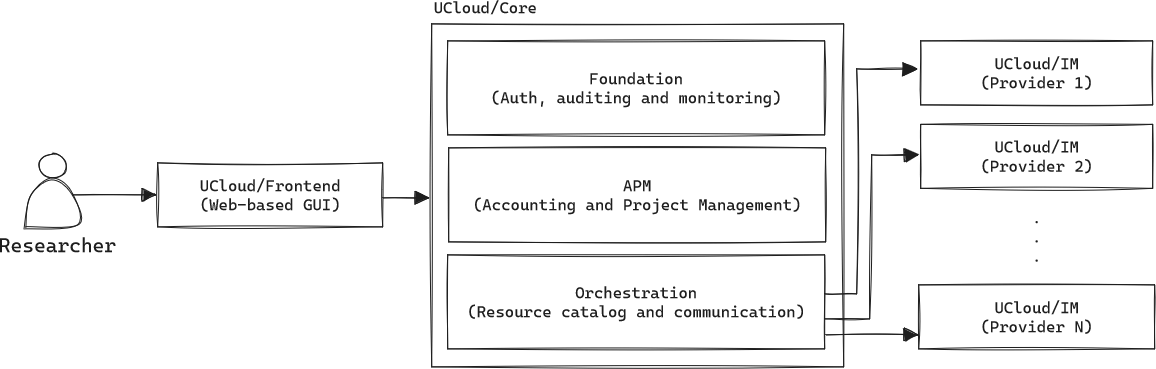 UCloud/Core
Foundation
(Auth, auditing and monitoring)
APM
(Accounting and Project Management)
Orchestration
(Resource catalog and communication)
Researcher
UCloud/Frontend
(Web-based GUI)
UCloud/IM
(Provider 1)
UCloud/IM
(Provider 2)
.
.
.
UCloud/IM
(Provider N)